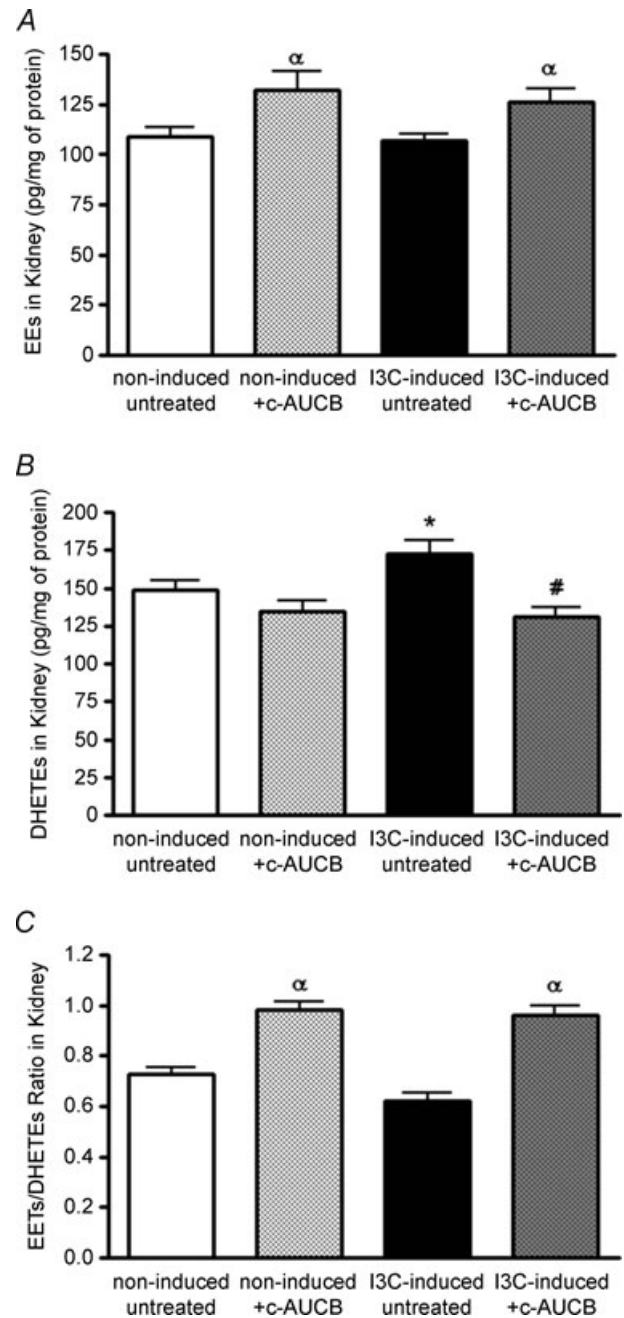 A
EEs in Kidney (pg/mg of protein)
150
125
100
75
50
25
0
α
α
non-induced untreated
non-induced +c-AUCB
I3C-induced untreated
I3C-induced +c-AUCB
B
DHETEs in Kidney (pg/mg of protein)
200
175
150
125
100
75
50
25
0
*
#
non-induced untreated
non-induced +c-AUCB
I3C-induced untreated
I3C-induced +c-AUCB
C
EETs/DHETEs Ratio in Kidney
1.2
1.0
0.8
0.6
0.4
0.2
0.0
α
α
non-induced untreated
non-induced +c-AUCB
I3C-induced untreated
I3C-induced +c-AUCB